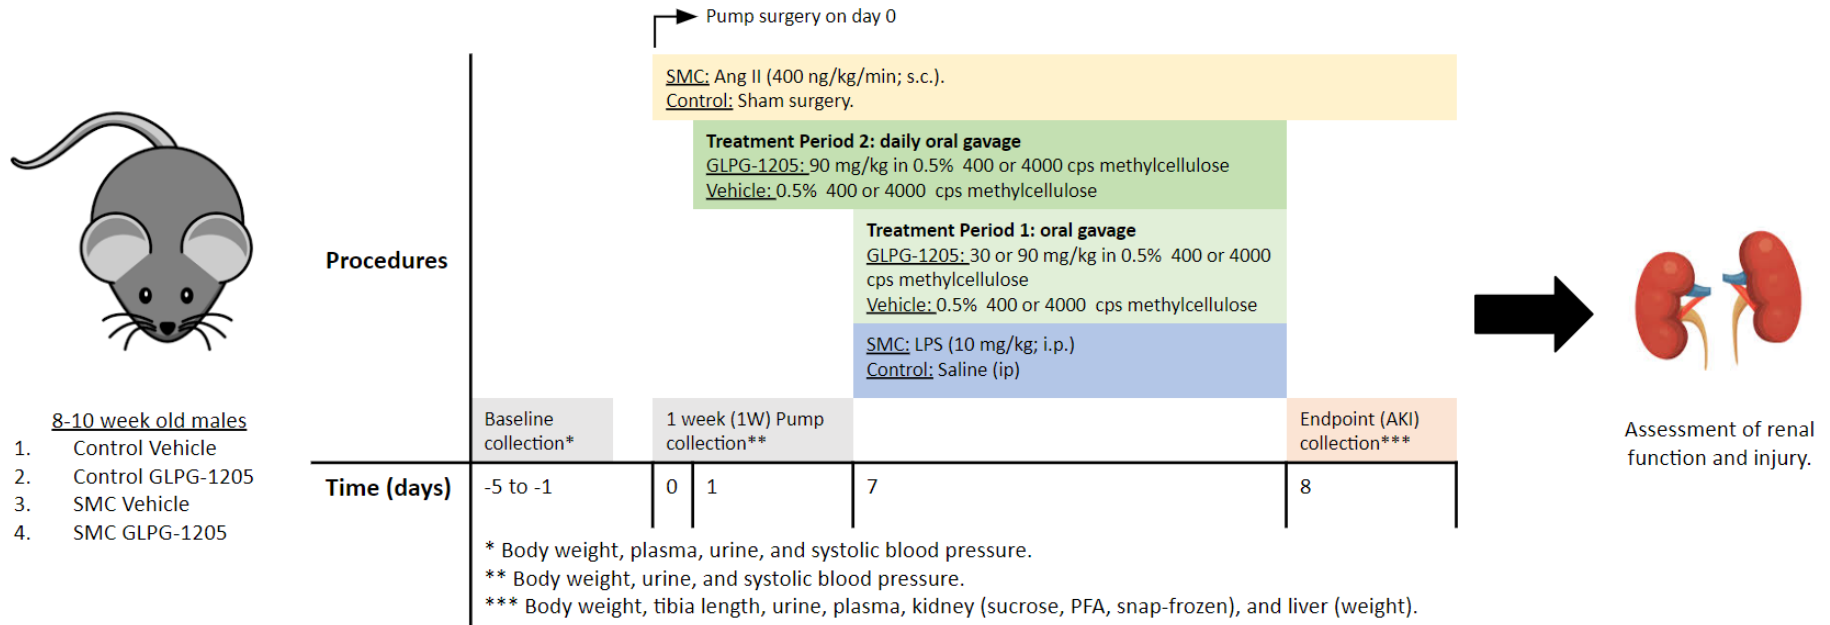 Pump surgery on day 0
SMC: Ang II (400 ng/kg/min; s.c.).
Control: Sham surgery.
Treatment Period 2: daily oral gavage
GLPG-1205: 90 mg/kg in 0.5% 400 or 4000 cps methylcellulose
Vehicle: 0.5% 400 or 4000 cps methylcellulose
Treatment Period 1: oral gavage
GLPG-1205: 30 or 90 mg/kg in 0.5% 400 or 4000
cps methylcellulose
Vehicle: 0.5% 400 or 4000 cps methylcellulose
Procedures
SMC: LPS (10 mg/kg; i.p.)
Control: Saline (ip)
8-10 week old males
1. Control Vehicle
2. Control GLPG-1205
3. SMC Vehicle
4. SMC GLPG-1205
Baseline
collection*
1 week (1W) Pump
collection**
Endpoint (AKI)
collection***
Assessment of renal
function and injury.
Time (days)
-5 to -1
0
1
7
8
* Body weight, plasma, urine, and systolic blood pressure.
** Body weight, urine, and systolic blood pressure.
*** Body weight, tibia length, urine, plasma, kidney (sucrose, PFA, snap-frozen), and liver (weight).